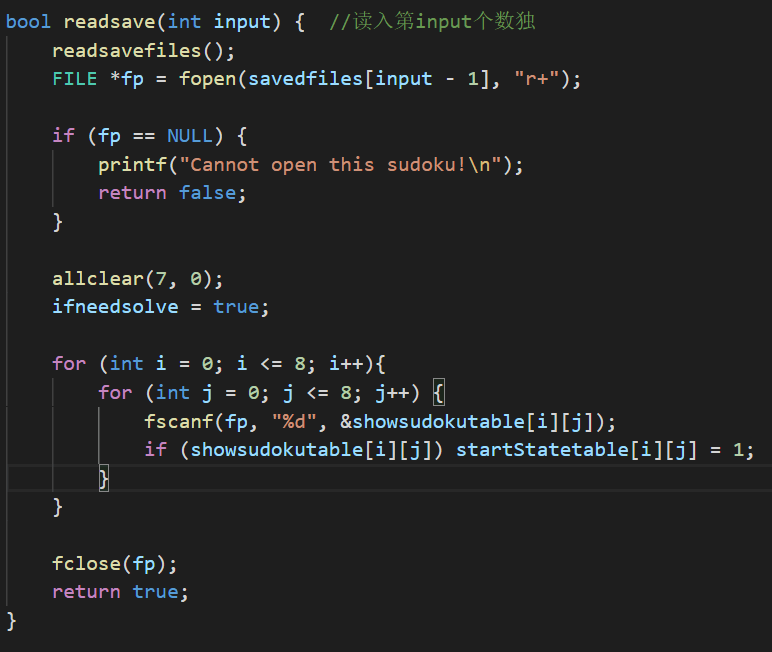 bool readsave(int input) {  //读入第input个数独
    readsavefiles();
    FILE *fp = fopen(savedfiles[input - 1], "r+");
    if (fp == NULL) {
        printf("Cannot open this sudoku!\n");
        return false;
    }
    allclear(7, 0);
    ifneedsolve = true;
    for (int i = 0; i <= 8; i++){
        for (int j = 0; j <= 8; j++) {
            fscanf(fp, "%d", &showsudokutable[i][j]);
            if (showsudokutable[i][j]) startStatetable[i][j] = 1;
        }
    }
    fclose(fp);
    return true;
}